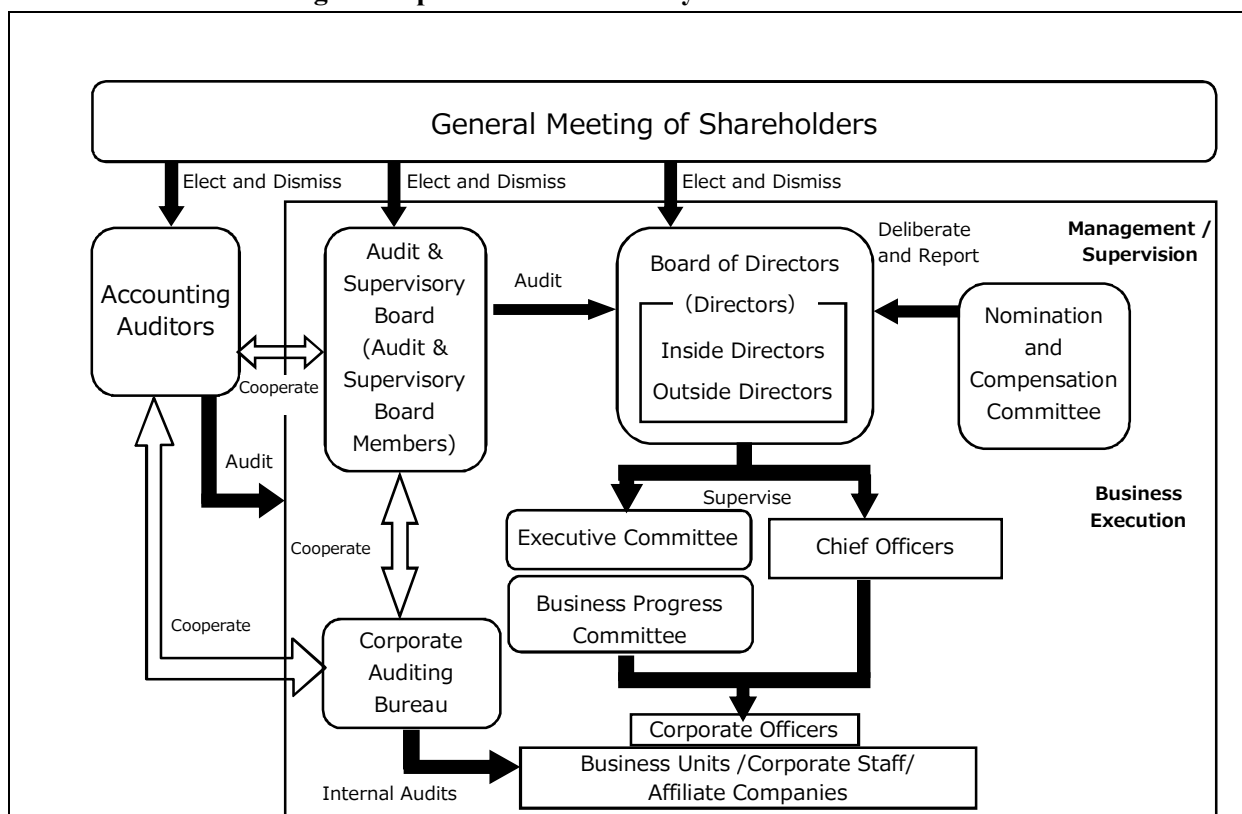 General Meeting of Shareholders
Elect and Dismiss
Elect and Dismiss
Elect and Dismiss
Management /
Supervision
Deliberate
and Report
Accounting
Auditors
Audit &
Supervisory
Board
(Audit &
Supervisory
Board
Members)
Audit
Board of Directors
(Directors)
Inside Directors
Outside Directors
Nomination
and
Compensation
Committee
Cooperate
Audit
Supervise
Business
Execution
Executive Committee
Chief Officers
Cooperate
Business Progress
Committee
Cooperate
Corporate
Auditing
Bureau
Corporate Officers
Business Units /Corporate Staff/
Affiliate Companies
Internal Audits